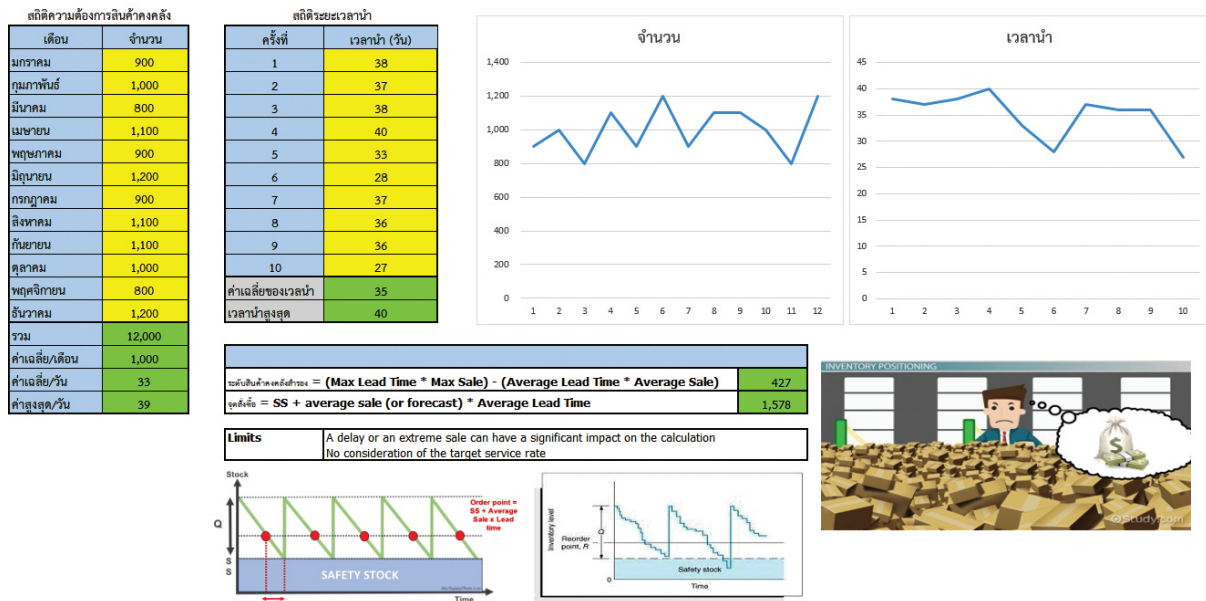 สถิติความต้องการสินค้าคงคลัง
เดือน จำนวน
มกราคม 900
กุมภาพันธ์ 1,000
มีนาคม 800
เมษายน 1,100
พฤษภาคม 900
มิถุนายน 1,200
กรกฎาคม 900
สิงหาคม 1,100
กันยายน 1,100
ตุลาคม 1,000
พฤศจิกายน 800
ธันวาคม 1,200
รวม 12,000
ค่าเฉลี่ย/เดือน 1,000
ค่าเฉลี่ย/วัน 33
ค่าสูงสุด/วัน 39
สถิติระยะเวลานำ
ครั้งที่ เวลานำ (วัน)
1 38
2 37
3 38
4 40
5 33
6 28
7 37
8 36
9 36
10 27
ค่าเฉลี่ยของเวลนำ 35
เวลานำสูงสุด 40
จำนวน
1,400
1,200
1,000
800
600
400
200
0
1 2 3 4 5 6 7 8 9 10 11 12
เวลานำ
45
40
35
30
25
20
15
10
5
0
1 2 3 4 5 6 7 8 9 10
ระดับสินค้าคงคลังสำรอง = (Max Lead Time * Max Sale) - (Average Lead Time * Average Sale) 427
จุดสั่งซื้อ = SS + average sale (or forecast) * Average Lead Time 1,578
Limits A delay or an extreme sale can have a significant impact on the calculation
No consideration of the target service rate
Stock
Q
S
S
Order point =
SS + Average
Sale x Lead
time
SAFETY STOCK
Time
Inventory level
Reorder
point, R
Q
0
Safety stock
Time
INVENTORY POSITIONING
$
Study.com